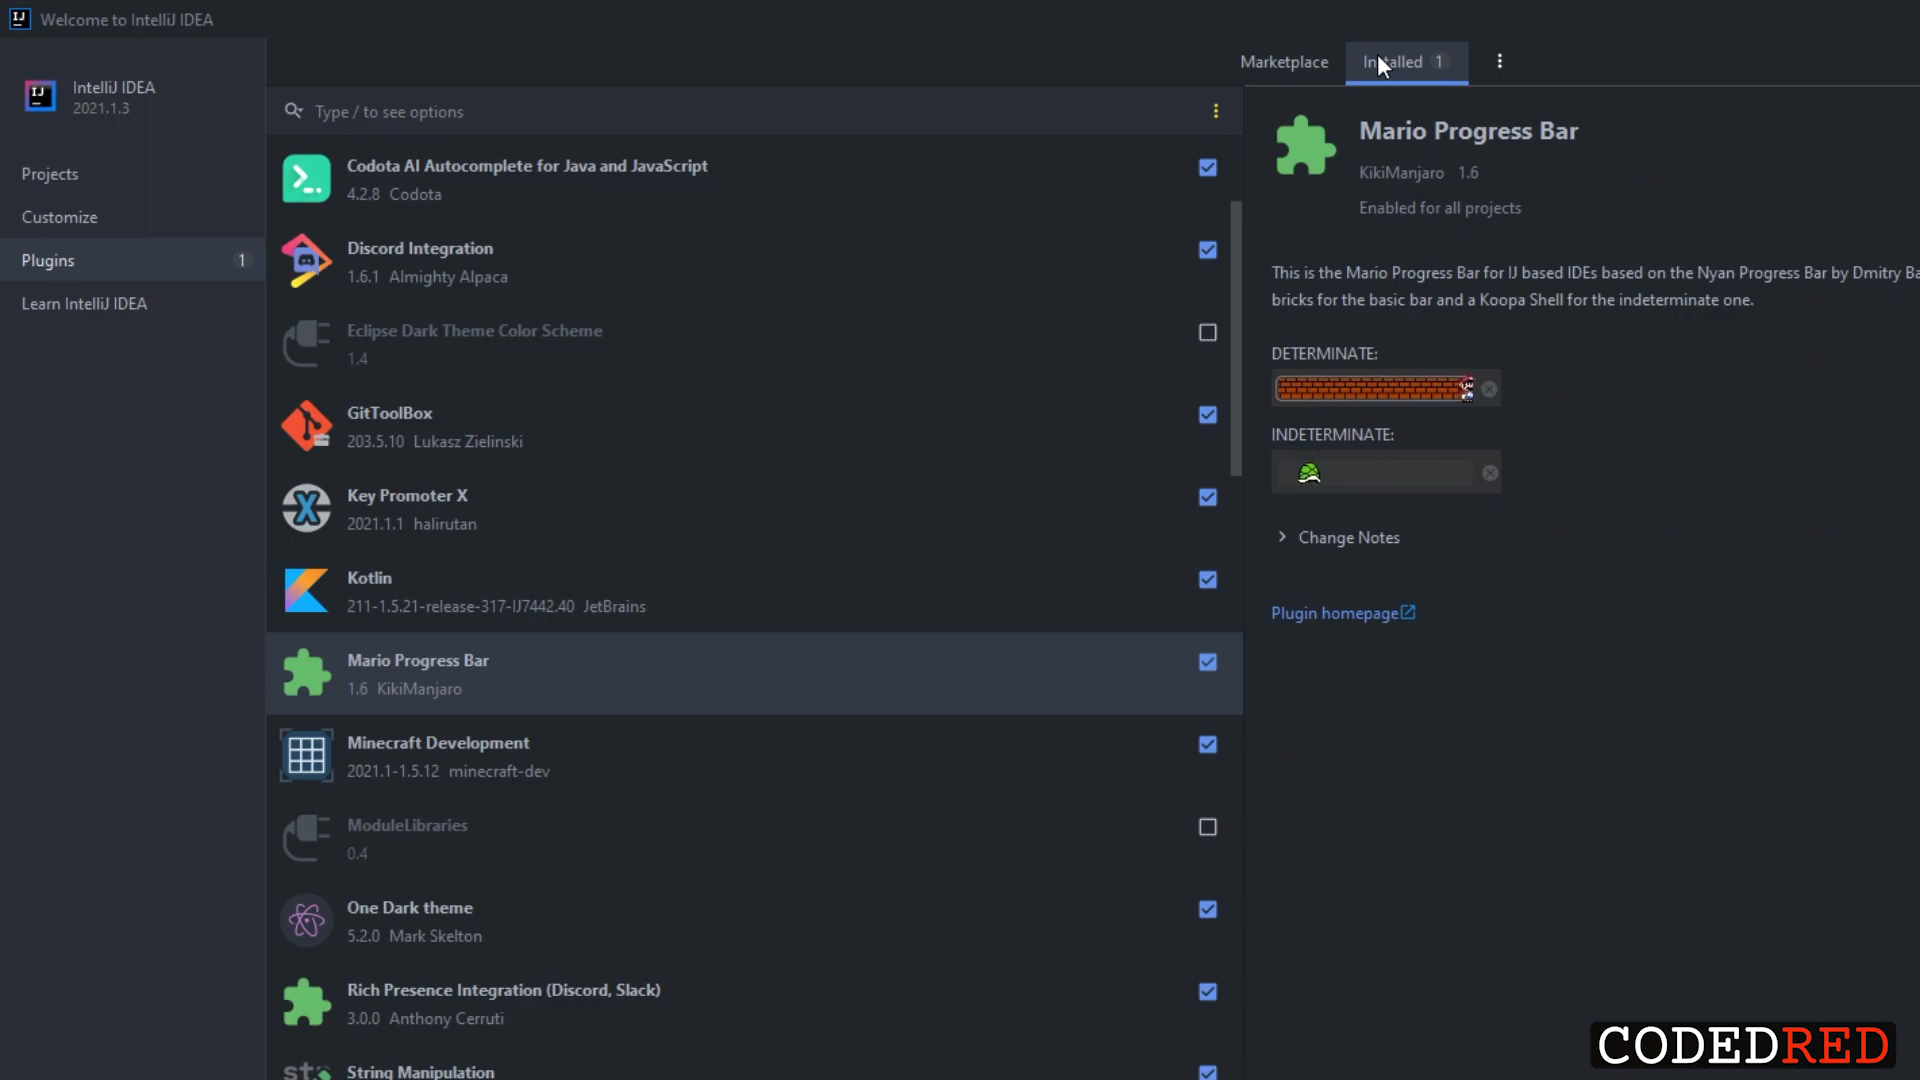 Welcome to IntelliJ IDEA
IntelliJ IDEA
2021.1.3
Projects
Customize
Plugins 1
Learn IntelliJ IDEA
Marketplace
Installed 1
Type / to see options
Codota AI Autocomplete for Java and JavaScript
4.2.8 Codota
Discord Integration
1.6.1 Almighty Alpaca
Eclipse Dark Theme Color Scheme
1.4
GitToolBox
203.5.10 Lukasz Zielinski
Key Promoter X
2021.1.1 halirutan
Kotlin
211-1.5.21-release-317-IJ7442.40 JetBrains
Mario Progress Bar
1.6 KikiManjaro
Minecraft Development
2021.1-1.5.12 minecraft-dev
ModuleLibraries
0.4
One Dark theme
5.2.0 Mark Skelton
Rich Presence Integration (Discord, Slack)
3.0.0 Anthony Cerruti
String Manipulation
Mario Progress Bar
KikiManjaro 1.6
Enabled for all projects
This is the Mario Progress Bar for IJ based IDEs based on the Nyan Progress Bar by Dmitry Ba
bricks for the basic bar and a Koopa Shell for the indeterminate one.
DETERMINATE:
INDETERMINATE:
Change Notes
Plugin homepage
CODEDRED